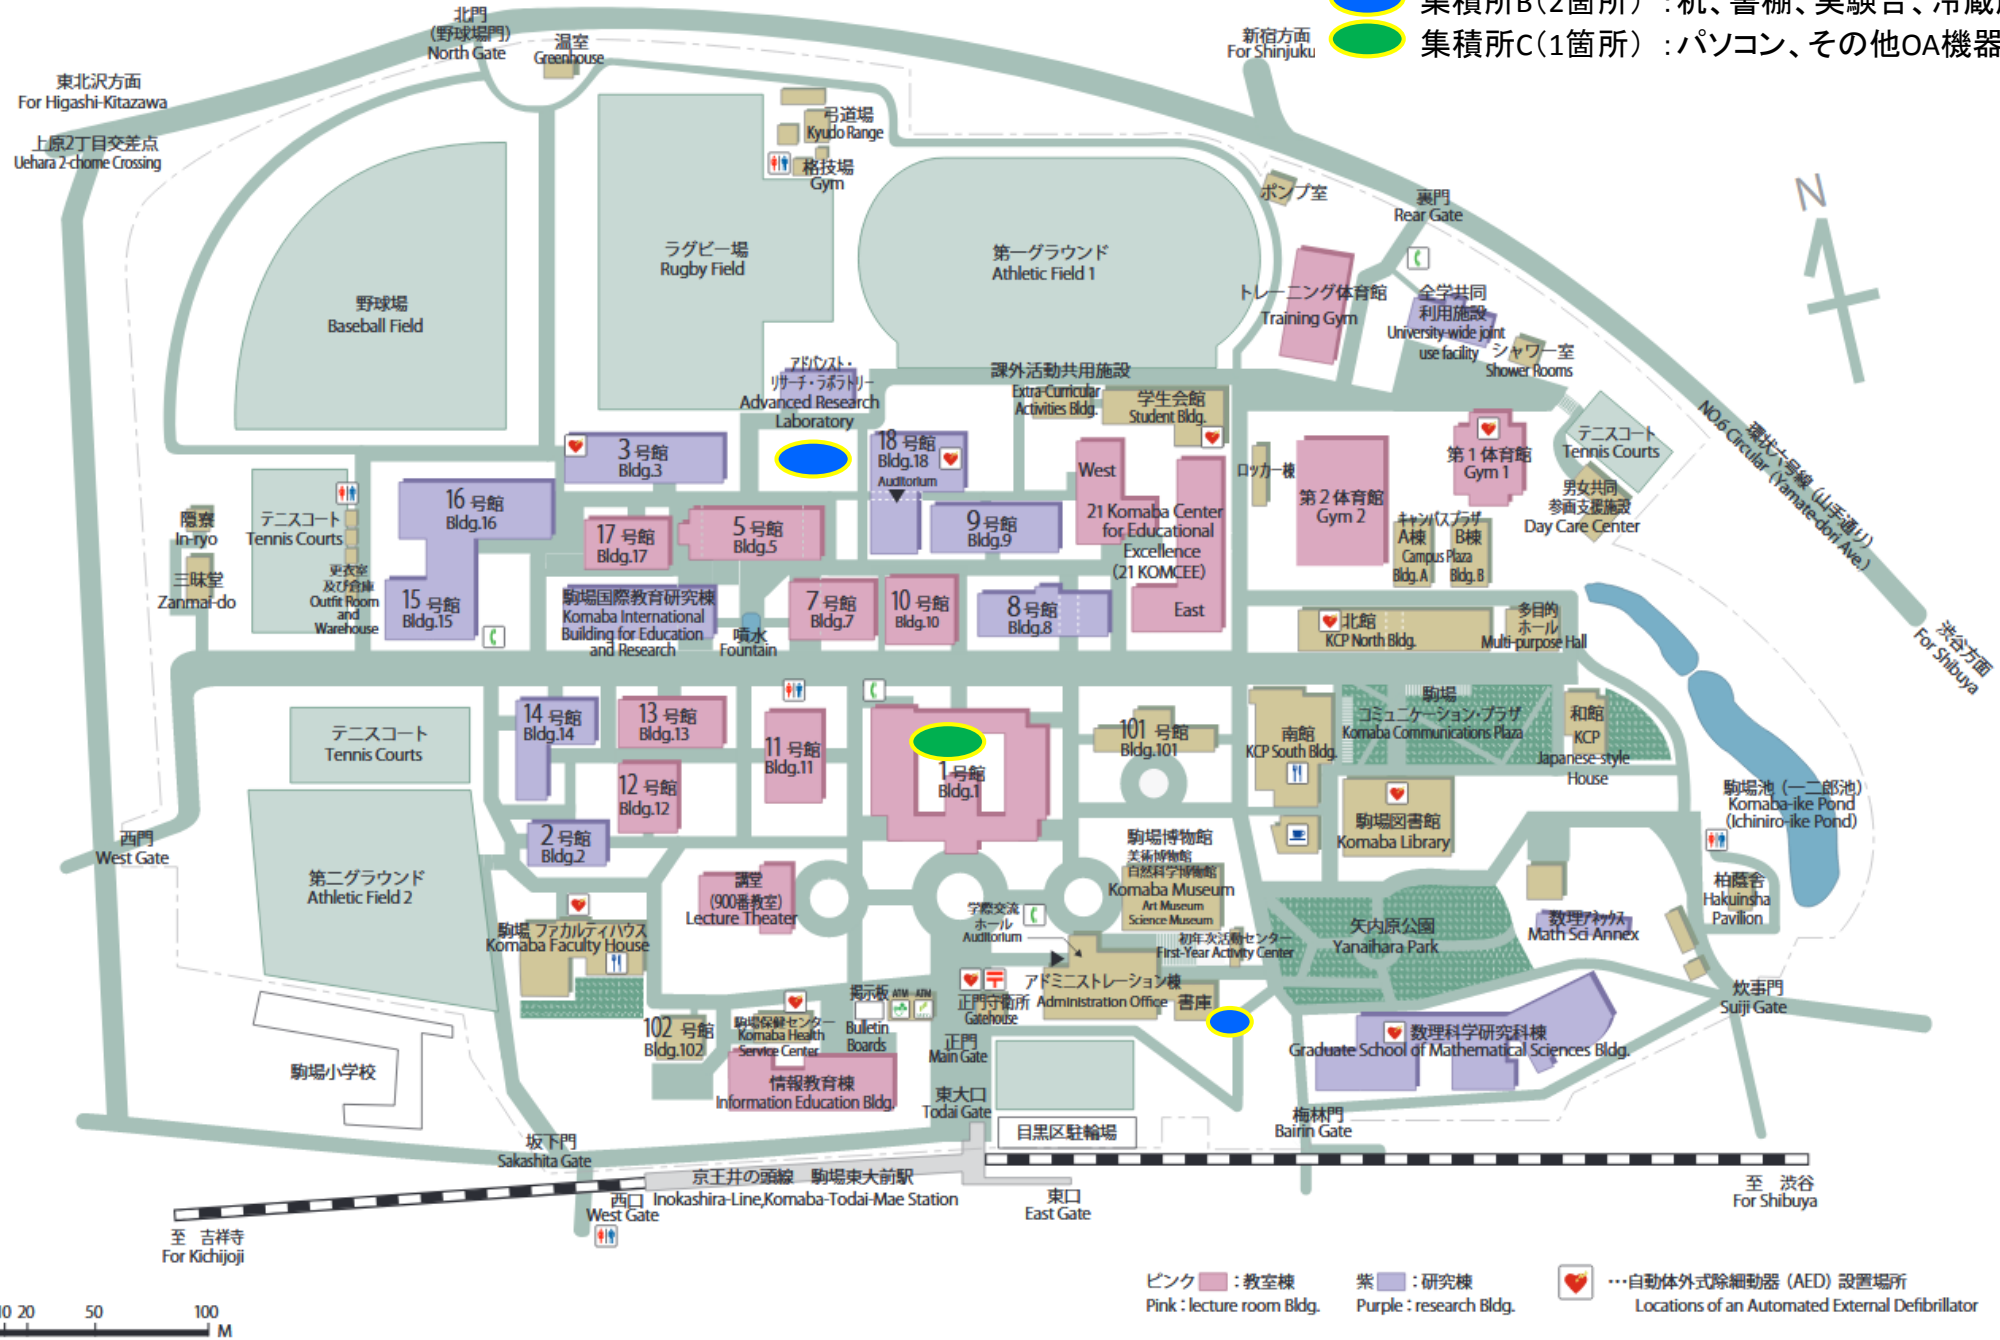 集積所B(2箇所) :机、書棚、実験台、冷蔵
集積所C(1箇所) :パソコン、その他OA機器
北門
(野球場門)
North Gate
温室
Greenhouse
新宿方面
For Shinjuku
東北沢方面
For Higashi-Kitazawa
上原2丁目交差点
Uehara 2-chome Crossing
弓道場
Kyudo Range
格技場
Gym
ポンプ室
裏門
Rear Gate
N
ラグビー場
Rugby Field
第一グラウンド
Athletic Field 1
野球場
Baseball Field
トレーニング体育館
Training Gym
全学共同
利用施設
University-wide joint
use facility
シャワー室
Shower Rooms
アドバンスト・
リサーチ・ラボラトリー
Advanced Research
Laboratory
課外活動共用施設
Extra-Curricular
Activities Bldg.
学生会館
Student Bldg.
NO.6 Circular (Yamate-dori Ave.)
環状六号線 (山手通り)
テニスコート
Tennis Courts
3 号館
Bldg.3
18 号館
Bldg.18
Auditorium
West
ロッカー棟
第1体育館
Gym 1
第2体育館
Gym 2
男女共同
参画支援施設
Day Care Center
16 号館
Bldg.16
隠寮
In-ryo
テニスコート
Tennis Courts
17 号館
Bldg.17
5 号館
Bldg.5
9 号館
Bldg.9
21 Komaba Center
for Educational
Excellence
(21 KOMCEE)
East
キャンパスプラザ
A棟
B棟
Campus Plaza
Bldg. A
Bldg. B
三昧堂
Zanmai-do
更衣室
及び倉庫
Outfit Room
and
Warehouse
15 号館
Bldg.15
駒場国際教育研究棟
Komaba International
Building for Education
and Research
噴水
Fountain
7 号館
Bldg.7
10 号館
Bldg.10
8 号館
Bldg.8
北館
KCP North Bldg.
多目的
ホール
Multi-purpose Hall
渋谷方面
For Shibuya
テニスコート
Tennis Courts
14 号館
Bldg.14
13 号館
Bldg.13
11 号館
Bldg.11
12 号館
Bldg.12
1 号館
Bldg.1
101 号館
Bldg.101
南館
KCP South Bldg.
駒場
コミュニケーション・プラザ
Komaba Communications Plaza
和館
KCP
Japanese-style
House
駒場池 (一二郎池)
Komaba-ike Pond
(Ichiniro-ike Pond)
西門
West Gate
2 号館
Bldg.2
駒場図書館
Komaba Library
第二グラウンド
Athletic Field 2
講堂
(900番教室)
Lecture Theater
駒場博物館
美術博物館
自然科学博物館
Komaba Museum
Art Museum
Science Museum
柏蔭舎
Hakuinsha
Pavilion
学際交流
ホール
Auditorium
矢内原公園
Yanaihara Park
数理アネックス
Math Sci Annex
駒場 ファカルティハウス
Komaba Faculty House
初年次活動センター
First-Year Activity Center
アドミニストレーション棟
Administration Office
書庫
掲示板
ATM
ATM
Bulletin
Boards
正門守衛所
Gatehouse
正門
Main Gate
炊事門
Suiji Gate
102 号館
Bldg.102
駒場保健センター
Komaba Health
Service Center
数理科学研究科棟
Graduate School of Mathematical Sciences Bldg.
駒場小学校
情報教育棟
Information Education Bldg.
東大口
Todai Gate
目黒区駐輪場
梅林門
Bairin Gate
坂下門
Sakashita Gate
京王井の頭線 駒場東大前駅
Inokashira-Line,Komaba-Todai-Mae Station
西口
West Gate
東口
East Gate
至 渋谷
For Shibuya
至 吉祥寺
For Kichijoji
ピンク :教室棟
Pink : lecture room Bldg.
紫 :研究棟
Purple : research Bldg.
…自動体外式除細動器 (AED) 設置場所
Locations of an Automated External Defibrillator
20 50 100
M